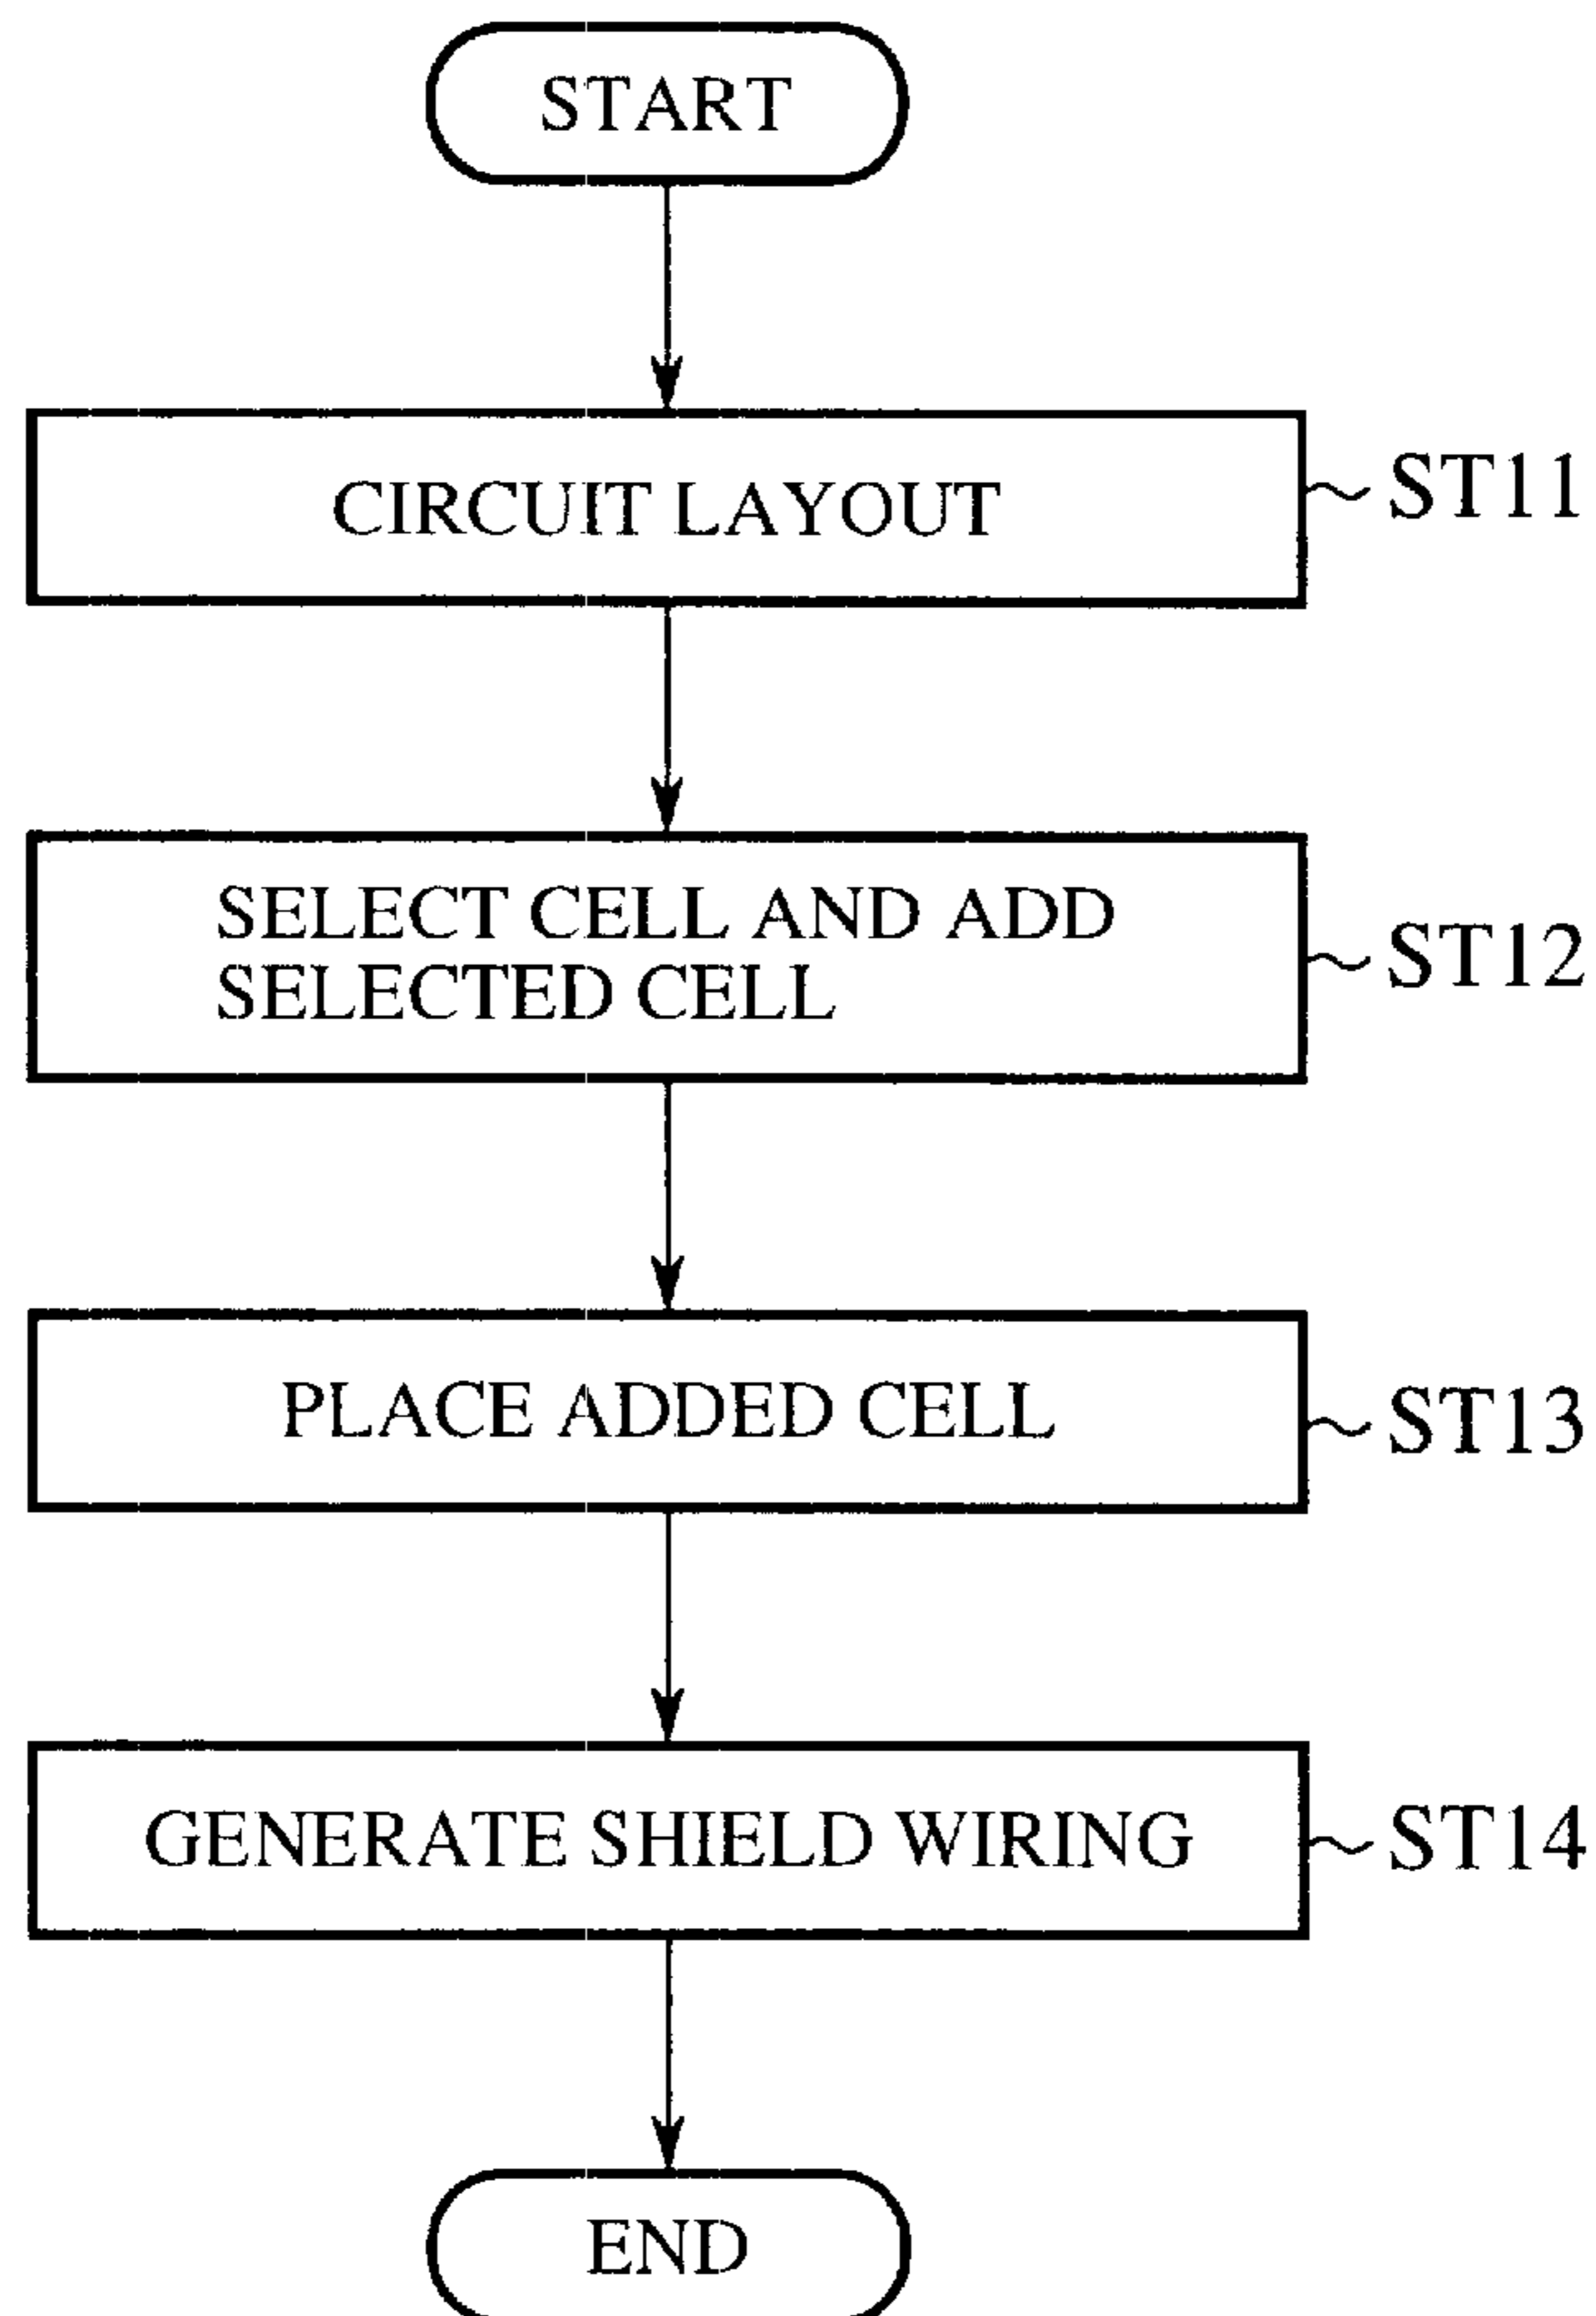 START
CIRCUIT LAYOUT
ST11
SELECT CELL AND ADD
SELECTED CELL
ST12
PLACE ADDED CELL
ST13
GENERATE SHIELD WIRING
ST14
END